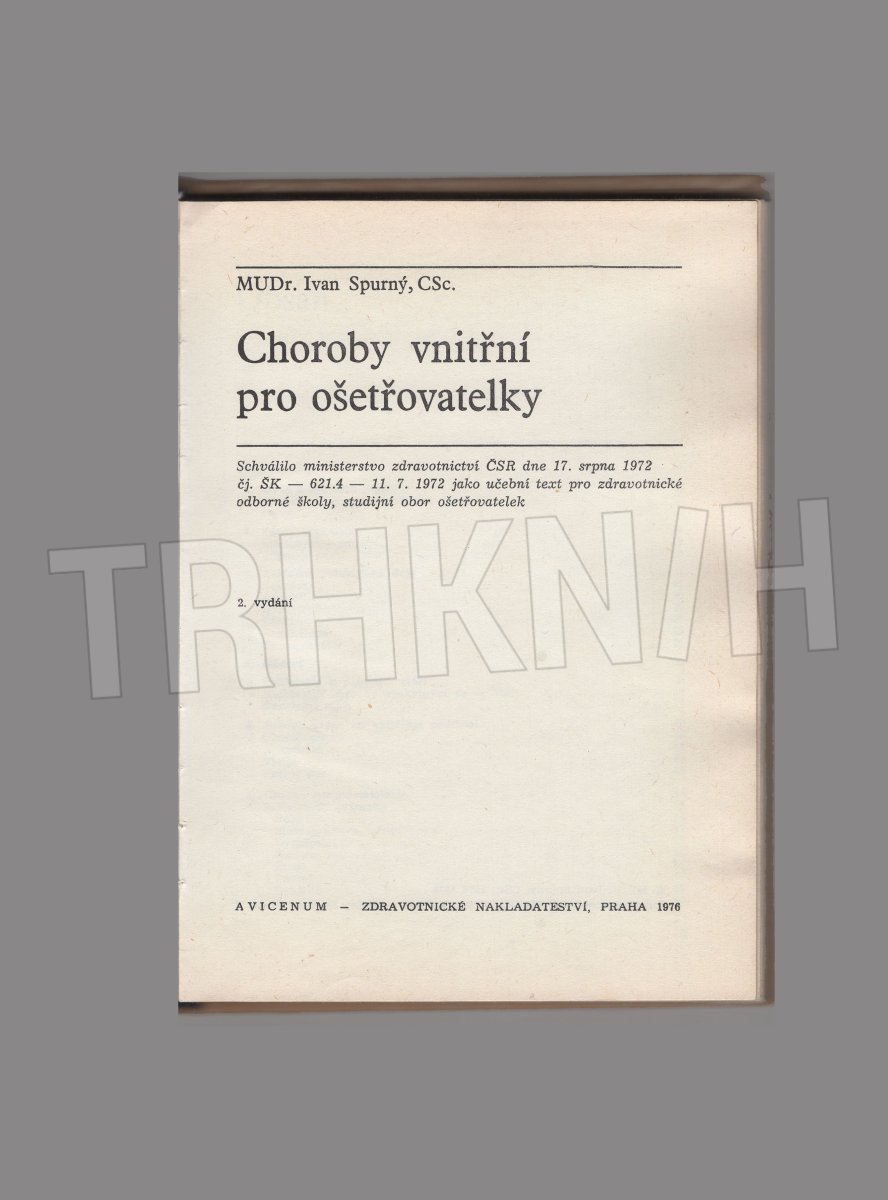 MUDr. Ivan Spurný, CSc.
Choroby vnitřní
pro ošetřovatelky
Schválilo ministerstvo zdravotnictví ČSR dne 17. srpna 1972
čj. ŠK — 621.4 — 11. 7. 1972 jako učební text pro zdravotnické
odborné školy, studijní obor ošetřovatelek
TRHKNIH
2. vydání
AVICENUM – ZDRAVOTNICKÉ NAKLADATESTVÍ, PRAHA 1976